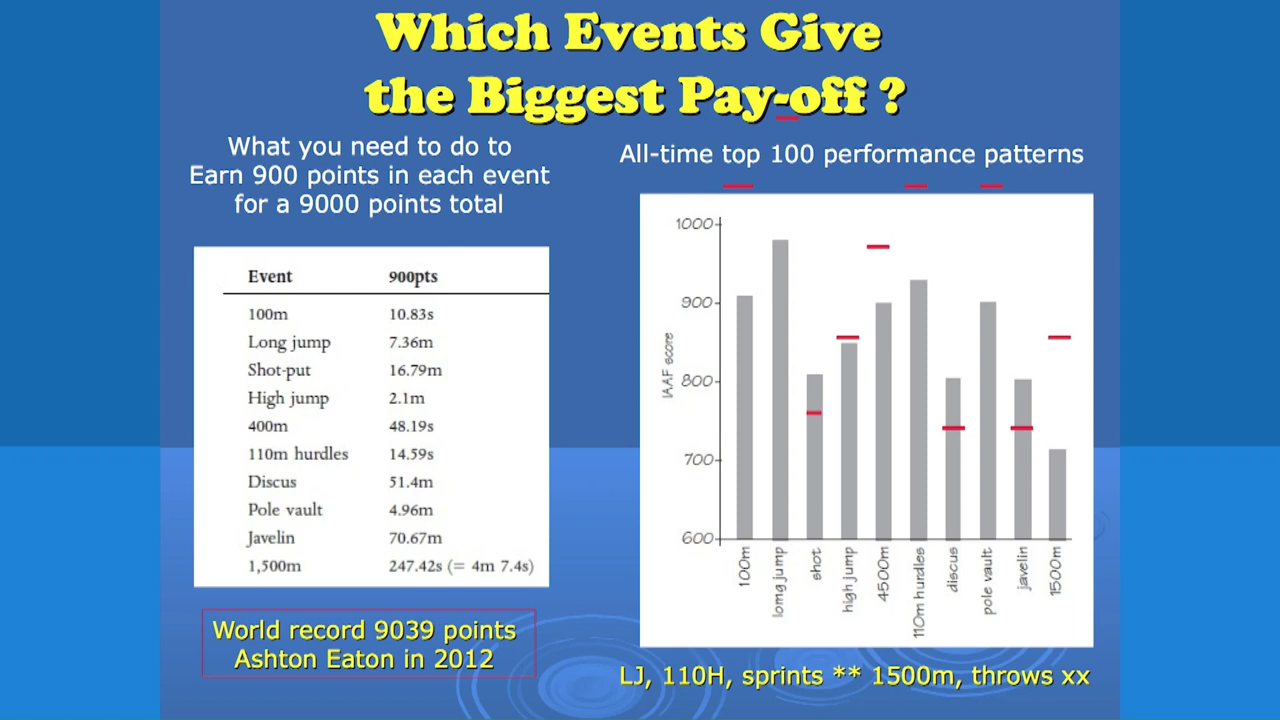 Which Events Give
the Biggest Pay-off ?
What you need to do to
Earn 900 points in each event
for a 9000 points total
Event 900pts
100m 10.83s
Long jump 7.36m
Shot-put 16.79m
High jump 2.1m
400m 48.19s
110m hurdles 14.59s
Discus 51.4m
Pole vault 4.96m
Javelin 70.67m
1,500m 247.42s (= 4m 7.4s)
World record 9039 points
Ashton Eaton in 2012
All-time top 100 performance patterns
IAAF score
1000
900
800
700
600
100m
lomg jump
shot
high jump
4500m
110m hurdles
discus
pole vault
javelin
1500m
LJ, 110H, sprints ** 1500m, throws xx